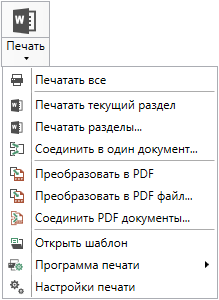 Печать
Печатать все
Печатать текущий раздел
Печатать разделы...
Соединить в один документ...
Преобразовать в PDF
Преобразовать в PDF файл...
Соединить PDF документы...
Открыть шаблон
Программа печати
Настройки печати